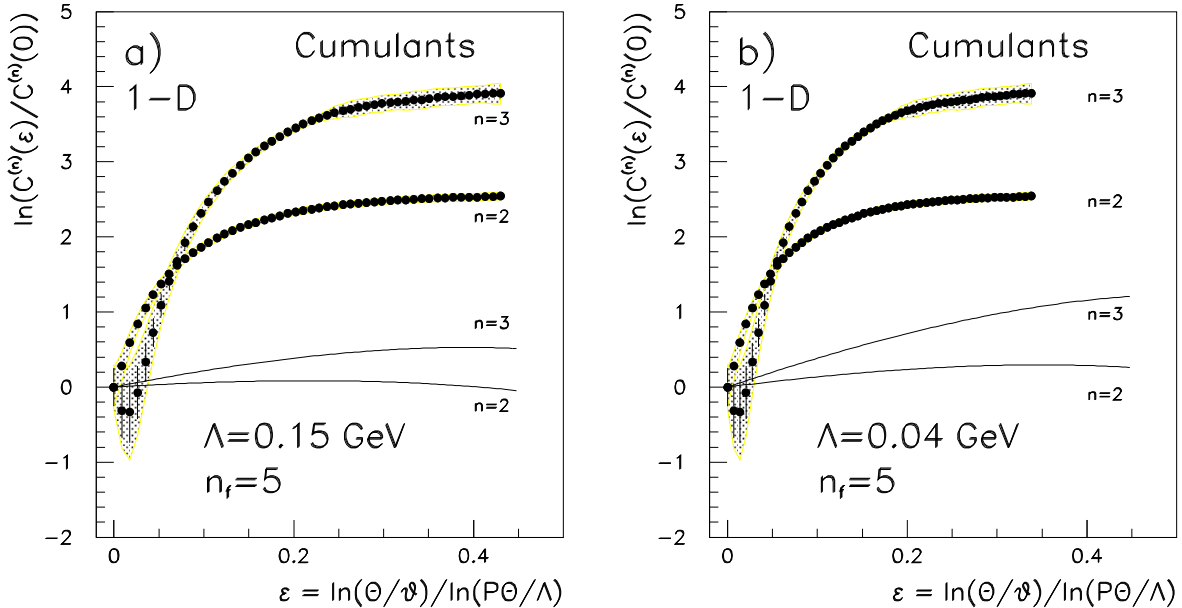 ln(C⁽ⁿ⁾(ε)/C⁽ⁿ⁾(0))
5
4
3
2
1
0
−1
−2
a)
Cumulants
1−D
n=3
n=2
n=3
n=2
Λ=0.15 GeV
n_f=5
0
0.2
0.4
ε = ln(Θ/ϑ)/ln(PΘ/Λ)
ln(C⁽ⁿ⁾(ε)/C⁽ⁿ⁾(0))
5
4
3
2
1
0
−1
−2
b)
Cumulants
1−D
n=3
n=2
n=3
n=2
Λ=0.04 GeV
n_f=5
0
0.2
0.4
ε = ln(Θ/ϑ)/ln(PΘ/Λ)